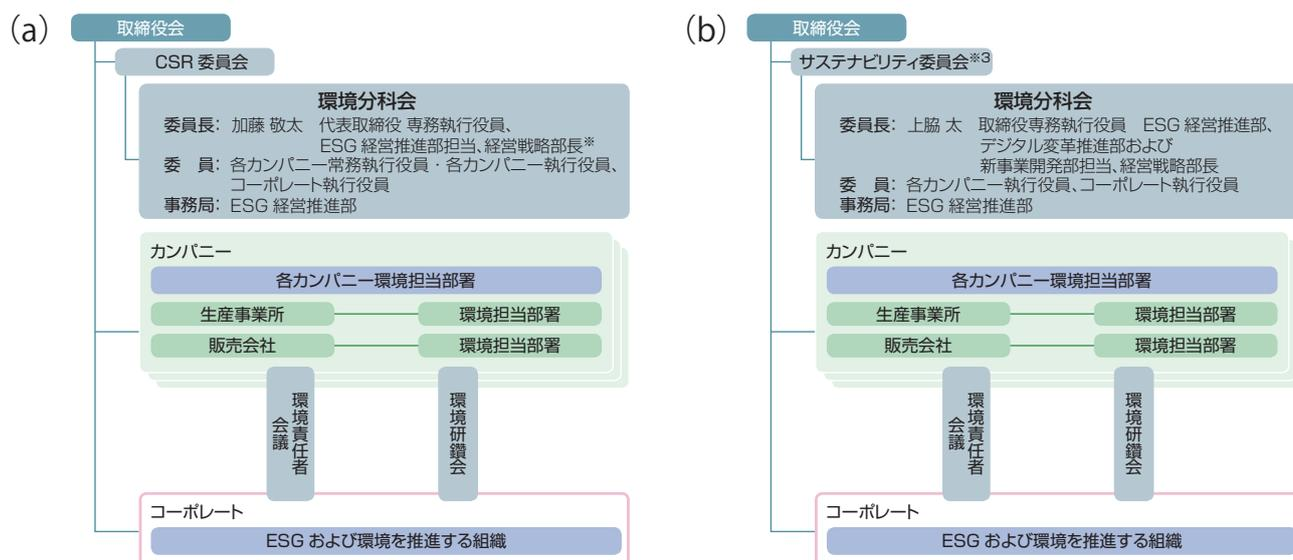 (a)
取締役会
CSR 委員会
環境分科会
委員長： 加藤 敬太　代表取締役 専務執行役員、
ESG 経営推進部担当、経営戦略部長※
委　員： 各カンパニー常務執行役員・各カンパニー執行役員、
コーポレート執行役員
事務局： ESG 経営推進部
カンパニー
各カンパニー環境担当部署
生産事業所
環境担当部署
販売会社
環境担当部署
環境責任者
会議
環境研鑽会
コーポレート
ESG および環境を推進する組織
(b)
取締役会
サステナビリティ委員会※3
環境分科会
委員長： 上脇 太　取締役専務執行役員　ESG 経営推進部、
デジタル変革推進部および
新事業開発部担当、経営戦略部長
委　員： 各カンパニー執行役員、コーポレート執行役員
事務局： ESG 経営推進部
カンパニー
各カンパニー環境担当部署
生産事業所
環境担当部署
販売会社
環境担当部署
環境責任者
会議
環境研鑽会
コーポレート
ESG および環境を推進する組織